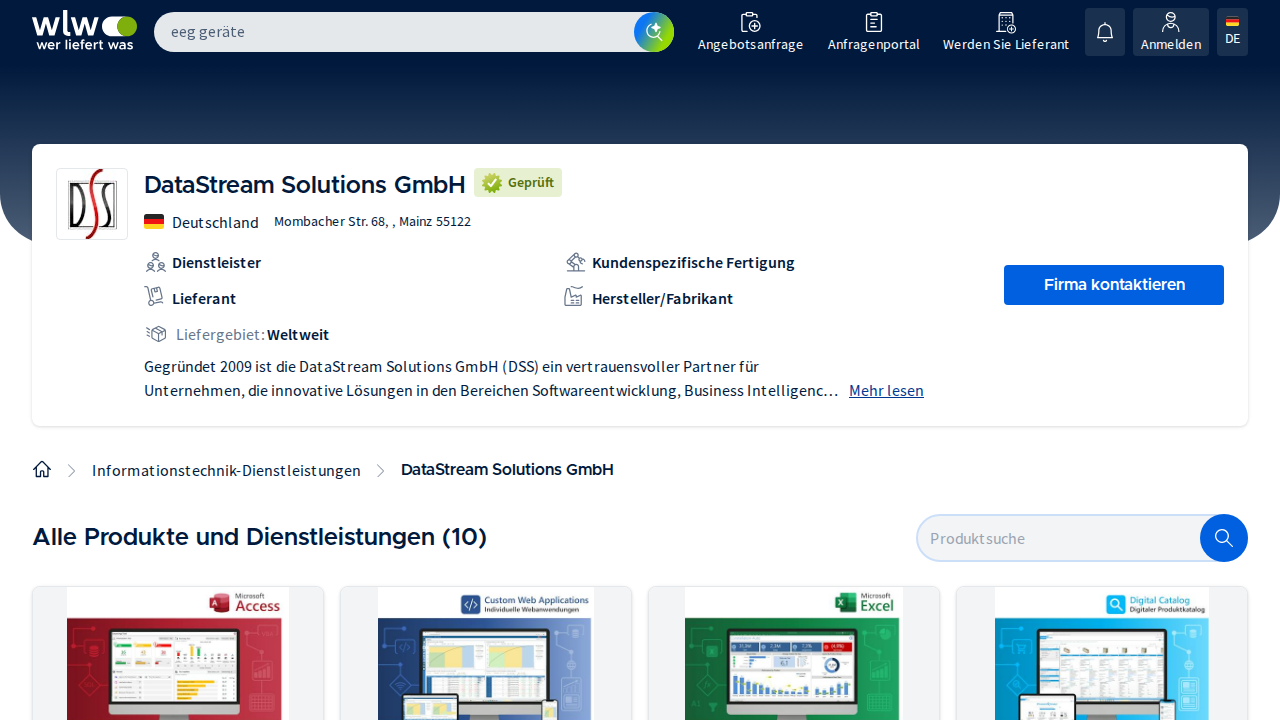 wlw
wer liefert was
eeg geräte
Angebotsanfrage
Anfragenportal
Werden Sie Lieferant
Anmelden
DE
DSS
DataStream Solutions GmbH
Geprüft
Deutschland
Mombacher Str. 68, , Mainz 55122
Dienstleister
Kundenspezifische Fertigung
Lieferant
Hersteller/Fabrikant
Firma kontaktieren
Liefergebiet: Weltweit
Gegründet 2009 ist die DataStream Solutions GmbH (DSS) ein vertrauensvoller Partner für
Unternehmen, die innovative Lösungen in den Bereichen Softwareentwicklung, Business Intelligenc… Mehr lesen
Informationstechnik-Dienstleistungen
DataStream Solutions GmbH
Alle Produkte und Dienstleistungen (10)
Produktsuche
Microsoft
Access
Custom Web Applications
Individuelle Webanwendungen
Microsoft
Excel
Digital Catalog
Digitaler Produktkatalog